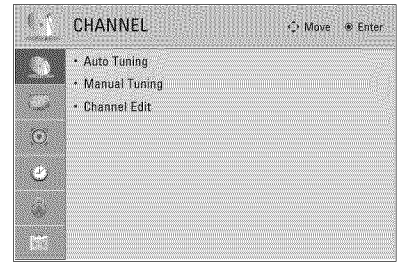 CHANNEL
Move Enter
• Auto Tuning
• Manual Tuning
• Channel Edit